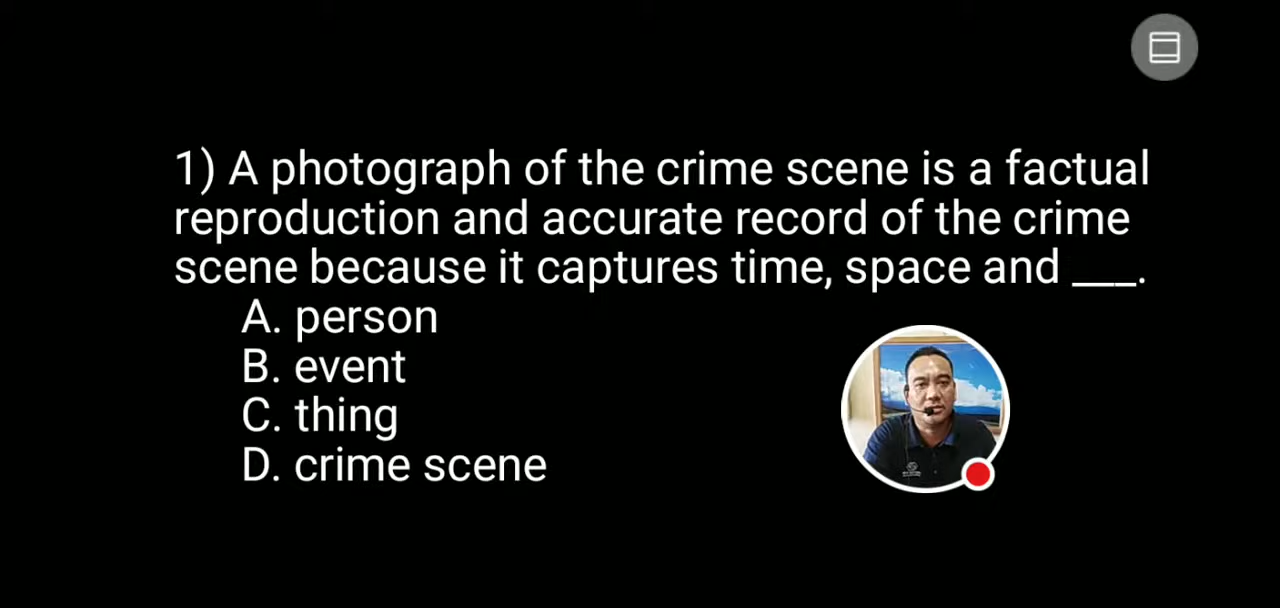 1) A photograph of the crime scene is a factual
reproduction and accurate record of the crime
scene because it captures time, space and ___.
A. person
B. event
C. thing
D. crime scene